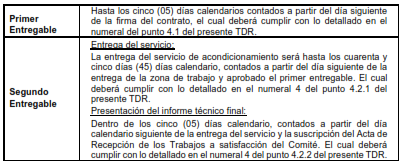 Primer
Entregable
Hasta los cinco (05) días calendarios contados a partir del día siguiente
de la firma del contrato, el cual deberá cumplir con lo detallado en el
numeral del punto 4.1 del presente TDR.
Segundo
Entregable
Entrega del servicio:
La entrega del servicio de acondicionamiento será hasta los cuarenta y
cinco días (45) días calendario, contados a partir del día siguiente de la
entrega de la zona de trabajo y aprobado el primer entregable. El cual
deberá cumplir con lo detallado en el numeral 4 del punto 4.2.1 del
presente TDR.
Presentación del informe técnico final:
Dentro de los cinco (05) días calendario, contados a partir del día
calendario siguiente de la entrega del servicio y la suscripción del Acta de
Recepción de los Trabajos a satisfacción del Comité. El cual deberá
cumplir con lo detallado en el numeral 4 del punto 4.2.2 del presente TDR.